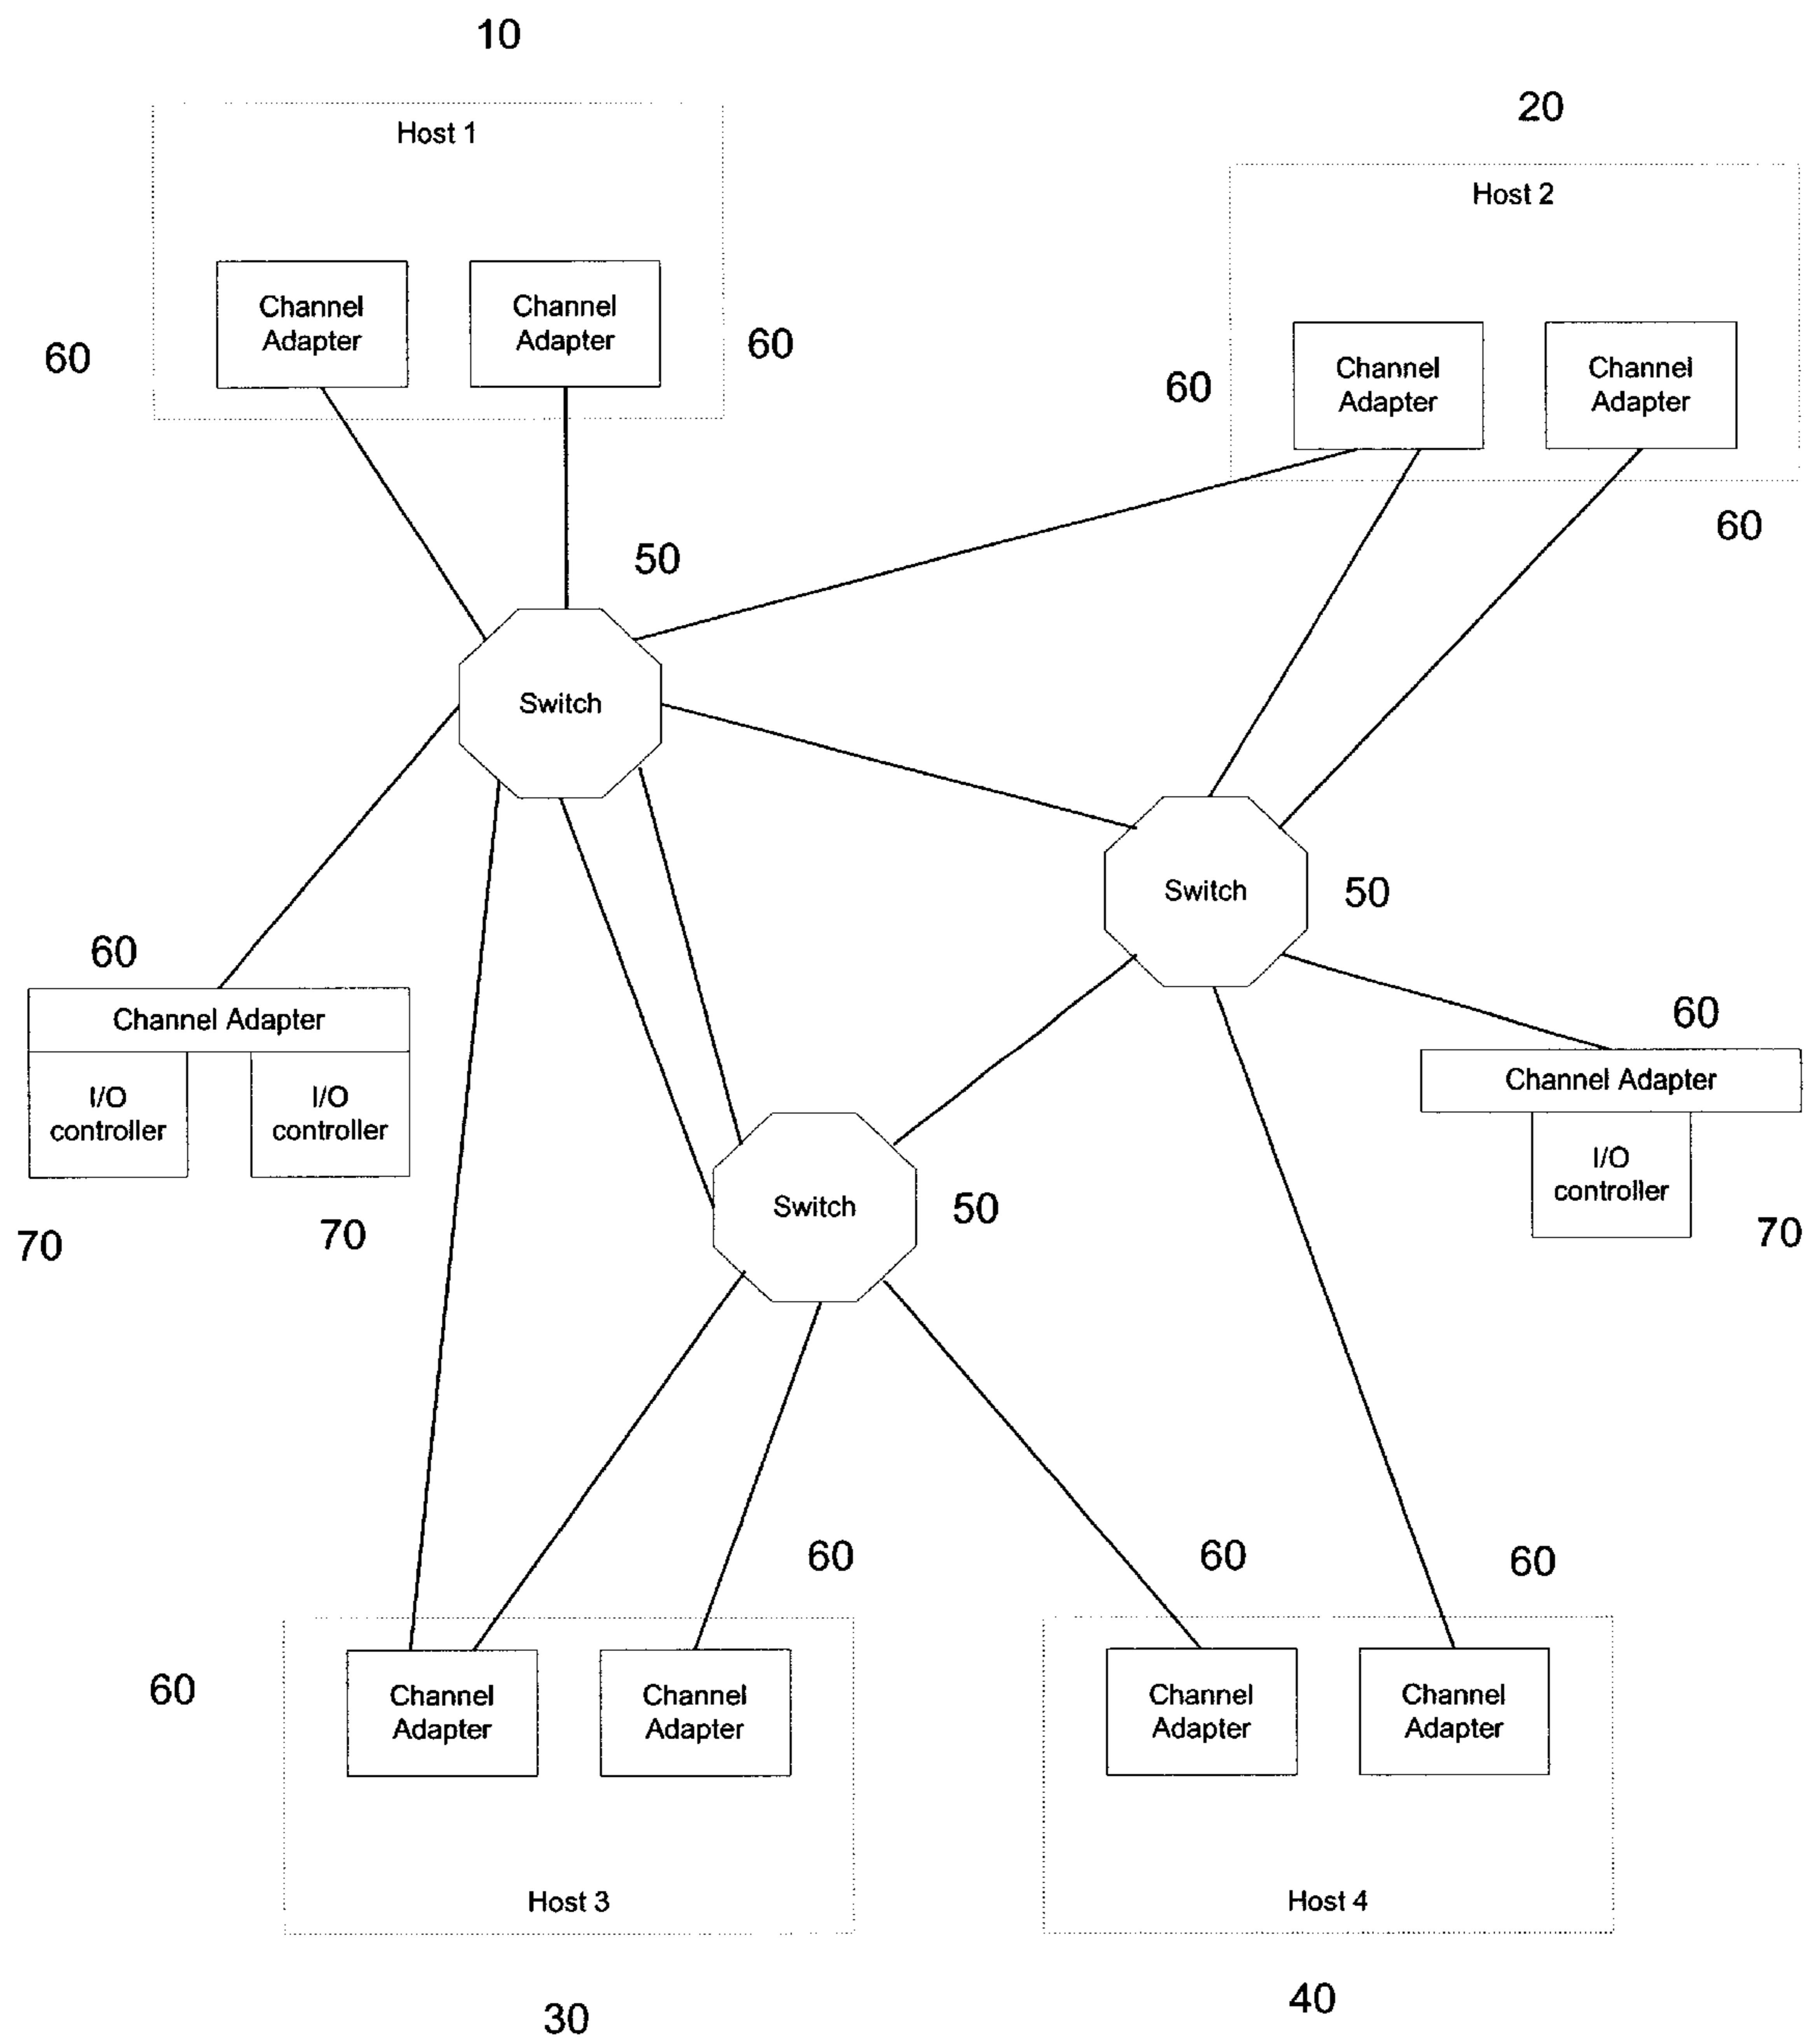 10
20
Host 1
Host 2
Channel
Adapter
Channel
Adapter
60
60
Channel
Adapter
Channel
Adapter
60
60
50
Switch
Switch
50
60
Channel Adapter
I/O
controller
I/O
controller
70
70
60
Channel Adapter
I/O
controller
70
Switch
50
60
60
60
60
Channel
Adapter
Channel
Adapter
Channel
Adapter
Channel
Adapter
Host 3
Host 4
30
40